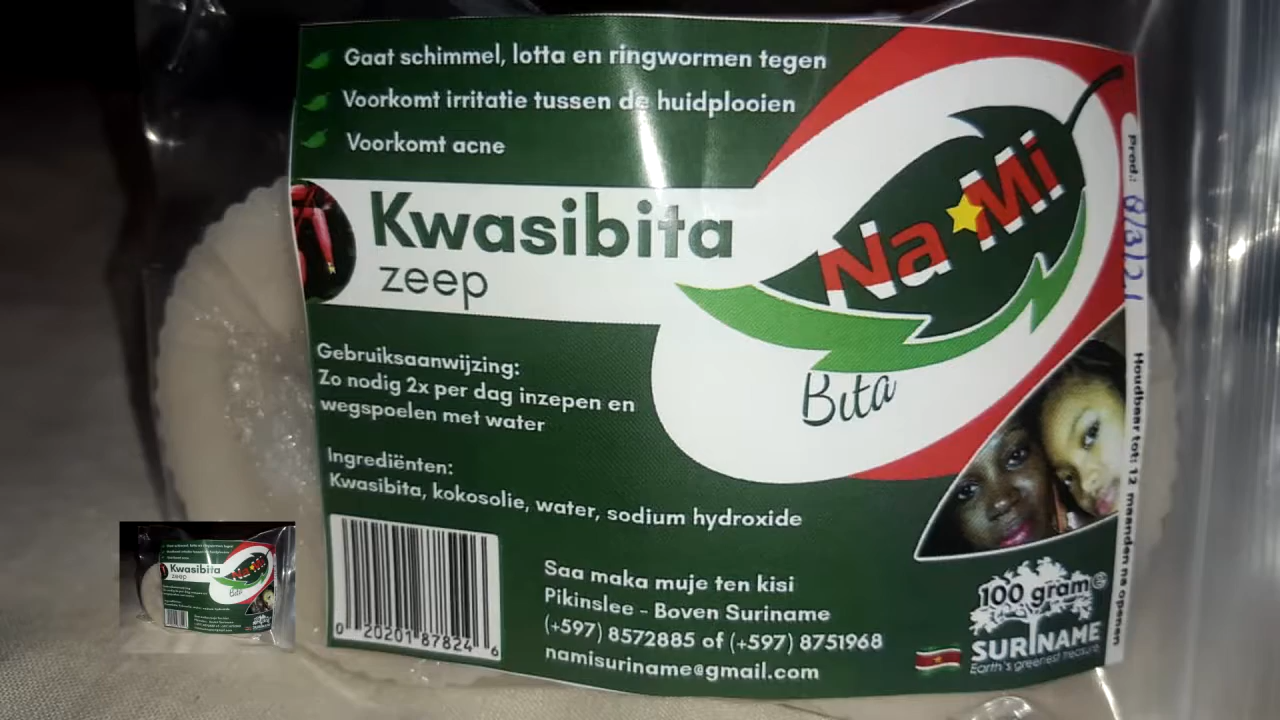 Gaat schimmel, lotta en ringwormen tegen
Voorkomt irritatie tussen de huidplooien
Voorkomt acne
Kwasibita
zeep
Na Mi
Bita
Gebruiksaanwijzing:
Zo nodig 2x per dag inzepen en
wegspoelen met water
Ingrediënten:
Kwasibita, kokosolie, water, sodium hydroxide
0 20201 87824 6
Saa maka muje ten kisi
Pikinslee - Boven Suriname
(+597) 8572885 of (+597) 8751968
namisuriname@gmail.com
100 gram e
SURINAME
Earth's greenest treasure
Prod.: 8/3/21
Houdbaar tot: 12 maanden na openen